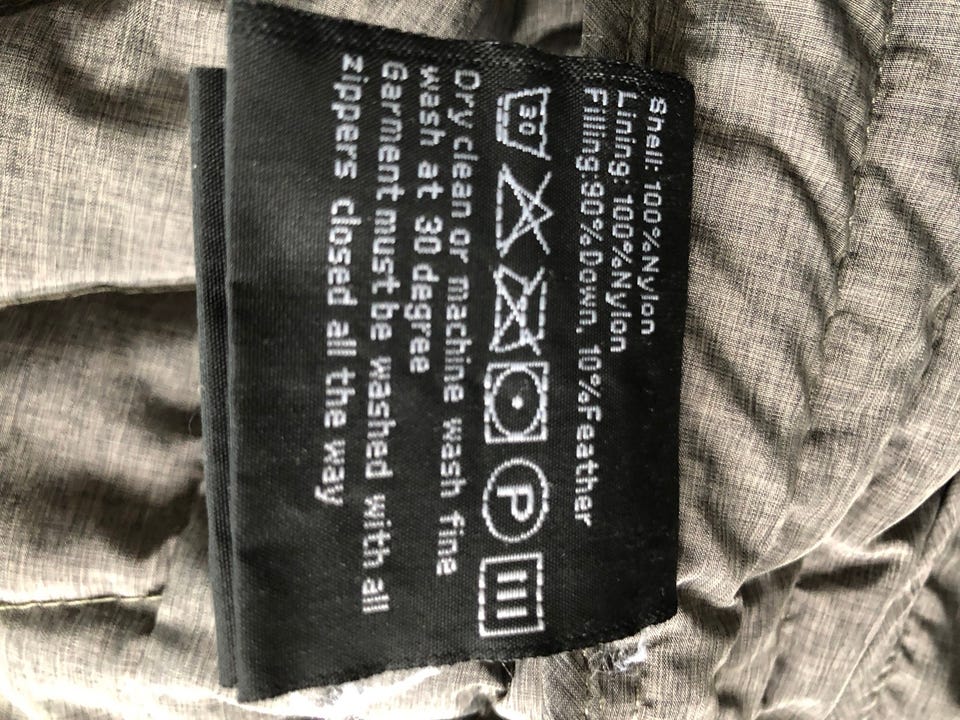 Shell: 100%Nylon
Lining: 100%Nylon
Filling:90%Down, 10%Feather
30 P
Dry clean or machine wash fine
wash at 30 degree
Garment must be washed with all
zippers closed all the way